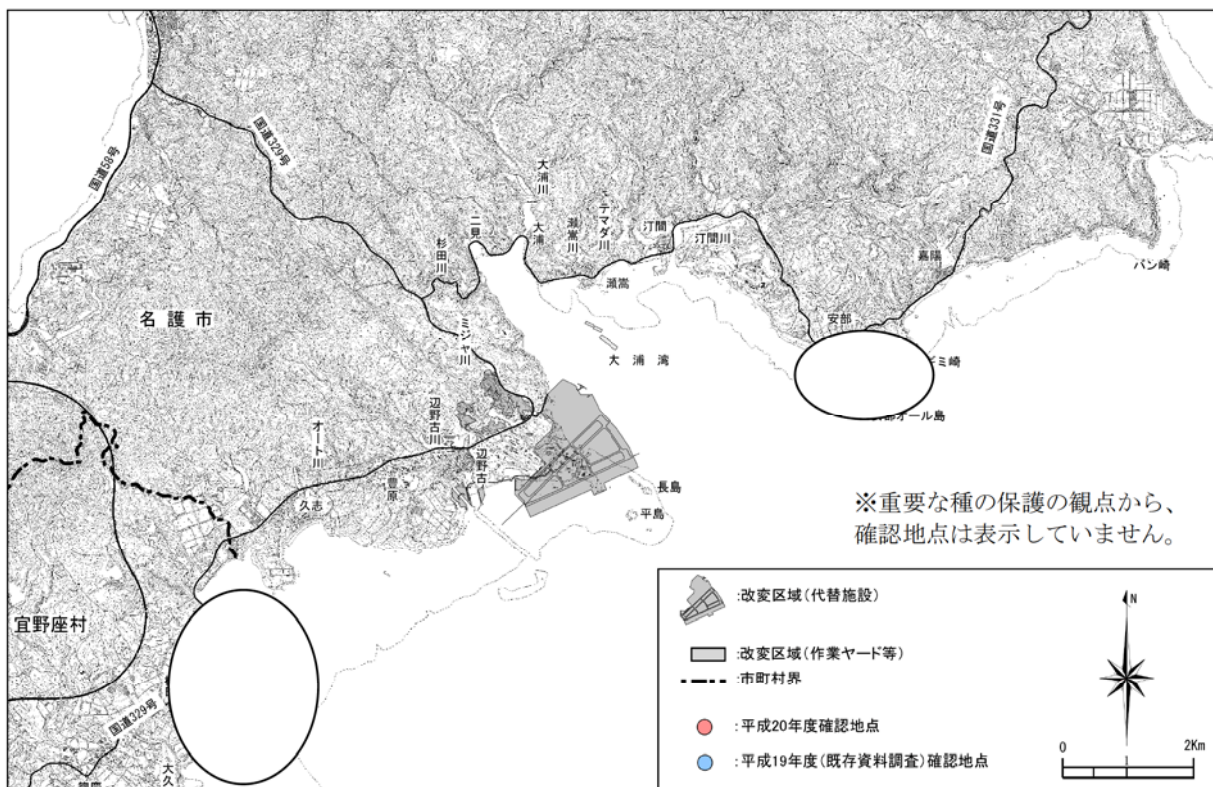 国道58号
国道329号
国道331号
大浦川
二見
大浦
瀬嵩川
テマダ川
汀間
汀間川
杉田川
瀬嵩
嘉陽
バン崎
安部
名護市
ミジャ川
大浦湾
ミ崎
オール島
辺野古川
オート川
辺野古
豊原
久志
長島
平島
※重要な種の保護の観点から、
確認地点は表示していません。
宜野座村
国道329号
大久
:改変区域(代替施設)
:改変区域(作業ヤード等)
:市町村界
:平成20年度確認地点
:平成19年度(既存資料調査)確認地点
N
0 2Km